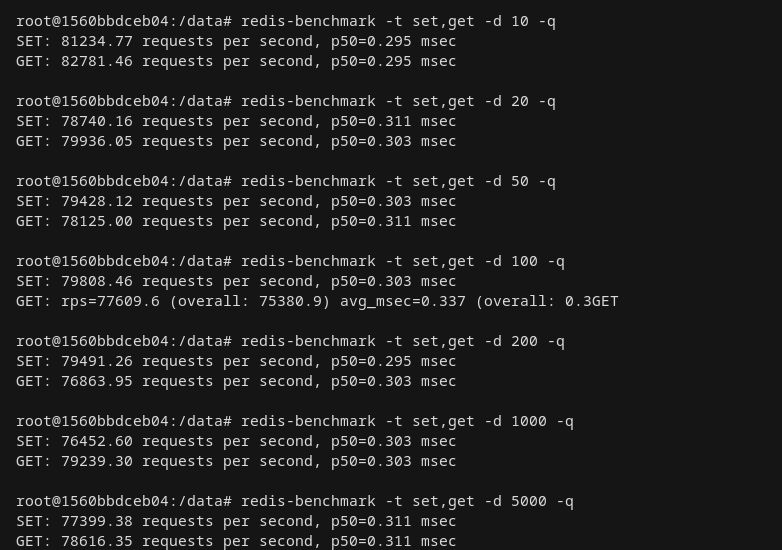 root@1560bbdceb04:/data# redis-benchmark -t set,get -d 10 -q
SET: 81234.77 requests per second, p50=0.295 msec
GET: 82781.46 requests per second, p50=0.295 msec
root@1560bbdceb04:/data# redis-benchmark -t set,get -d 20 -q
SET: 78740.16 requests per second, p50=0.311 msec
GET: 79936.05 requests per second, p50=0.303 msec
root@1560bbdceb04:/data# redis-benchmark -t set,get -d 50 -q
SET: 79428.12 requests per second, p50=0.303 msec
GET: 78125.00 requests per second, p50=0.311 msec
root@1560bbdceb04:/data# redis-benchmark -t set,get -d 100 -q
SET: 79808.46 requests per second, p50=0.303 msec
GET: rps=77609.6 (overall: 75380.9) avg_msec=0.337 (overall: 0.3GET
root@1560bbdceb04:/data# redis-benchmark -t set,get -d 200 -q
SET: 79491.26 requests per second, p50=0.295 msec
GET: 76863.95 requests per second, p50=0.303 msec
root@1560bbdceb04:/data# redis-benchmark -t set,get -d 1000 -q
SET: 76452.60 requests per second, p50=0.303 msec
GET: 79239.30 requests per second, p50=0.303 msec
root@1560bbdceb04:/data# redis-benchmark -t set,get -d 5000 -q
SET: 77399.38 requests per second, p50=0.311 msec
GET: 78616.35 requests per second, p50=0.311 msec